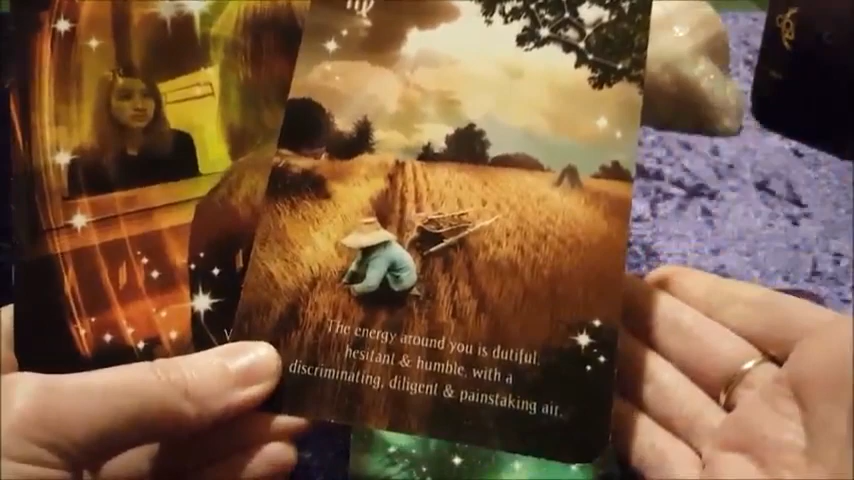 The energy around you is dutiful,
hesitant & humble, with a
discriminating, diligent & painstaking air.